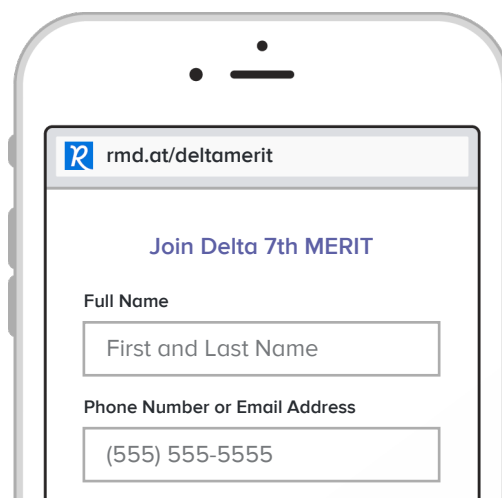 rmd.at/deltamerit
Join Delta 7th MERIT
Full Name
First and Last Name
Phone Number or Email Address
(555) 555-5555